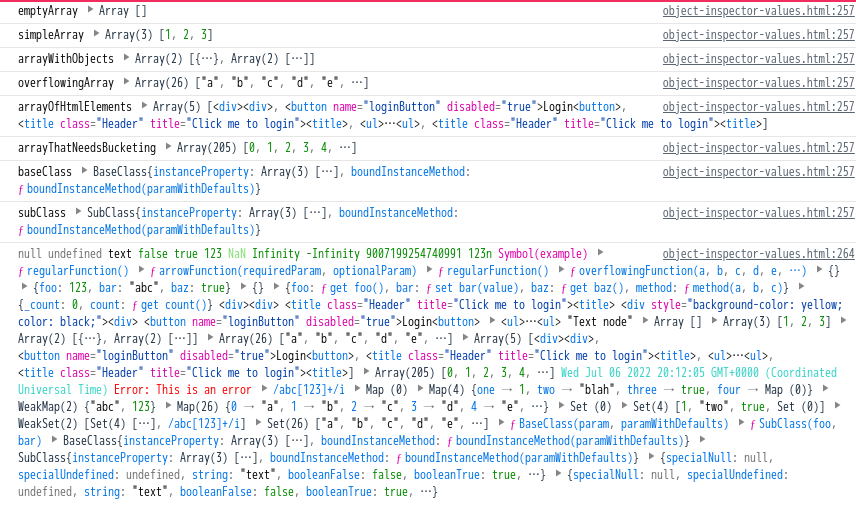 emptyArray ▶ Array [] object-inspector-values.html:257
simpleArray ▶ Array(3) [1, 2, 3] object-inspector-values.html:257
arrayWithObjects ▶ Array(2) [{…}, Array(2) […]] object-inspector-values.html:257
overflowingArray ▶ Array(26) ["a", "b", "c", "d", "e", …] object-inspector-values.html:257
arrayOfHtmlElements ▶ Array(5) [<div><div>, <button name="loginButton" disabled="true">Login<button>, object-inspector-values.html:257
<title class="Header" title="Click me to login"><title>, <ul>…<ul>, <title class="Header" title="Click me to login"><title>]
arrayThatNeedsBucketing ▶ Array(205) [0, 1, 2, 3, 4, …] object-inspector-values.html:257
baseClass ▶ BaseClass{instanceProperty: Array(3) […], boundInstanceMethod: object-inspector-values.html:257
ƒ boundInstanceMethod(paramWithDefaults)}
subClass ▶ SubClass{instanceProperty: Array(3) […], boundInstanceMethod: object-inspector-values.html:257
ƒ boundInstanceMethod(paramWithDefaults)}
null undefined text false true 123 NaN Infinity -Infinity 9007199254740991 123n Symbol(example) ▶ object-inspector-values.html:264
ƒ regularFunction() ▶ ƒ arrowFunction(requiredParam, optionalParam) ▶ ƒ regularFunction() ▶ ƒ overflowingFunction(a, b, c, d, e, …) ▶ {}
▶ {foo: 123, bar: "abc", baz: true} ▶ {} ▶ {foo: ƒ get foo(), bar: ƒ set bar(value), baz: ƒ get baz(), method: ƒ method(a, b, c)} ▶
{_count: 0, count: ƒ get count()} <div><div> <title class="Header" title="Click me to login"><title> <div style="background-color: yellow;
color: black;"><div> <button name="loginButton" disabled="true">Login<button> ▶ <ul>…<ul> "Text node" ▶ Array [] ▶ Array(3) [1, 2, 3] ▶
Array(2) [{…}, Array(2) […]] ▶ Array(26) ["a", "b", "c", "d", "e", …] ▶ Array(5) [<div><div>,
<button name="loginButton" disabled="true">Login<button>, <title class="Header" title="Click me to login"><title>, <ul>…<ul>,
<title class="Header" title="Click me to login"><title>] ▶ Array(205) [0, 1, 2, 3, 4, …] Wed Jul 06 2022 20:12:05 GMT+0000 (Coordinated
Universal Time) Error: This is an error ▶ /abc[123]+/i ▶ Map (0) ▶ Map(4) {one → 1, two → "blah", three → true, four → Map (0)} ▶
WeakMap(2) {"abc", 123} ▶ Map(26) {0 → "a", 1 → "b", 2 → "c", 3 → "d", 4 → "e", …} ▶ Set (0) ▶ Set(4) [1, "two", true, Set (0)] ▶
WeakSet(2) [Set(4) […], /abc[123]+/i] ▶ Set(26) ["a", "b", "c", "d", "e", …] ▶ ƒ BaseClass(param, paramWithDefaults) ▶ ƒ SubClass(foo,
bar) ▶ BaseClass{instanceProperty: Array(3) […], boundInstanceMethod: ƒ boundInstanceMethod(paramWithDefaults)} ▶
SubClass{instanceProperty: Array(3) […], boundInstanceMethod: ƒ boundInstanceMethod(paramWithDefaults)} ▶ {specialNull: null,
specialUndefined: undefined, string: "text", booleanFalse: false, booleanTrue: true, …} ▶ {specialNull: null, specialUndefined:
undefined, string: "text", booleanFalse: false, booleanTrue: true, …}